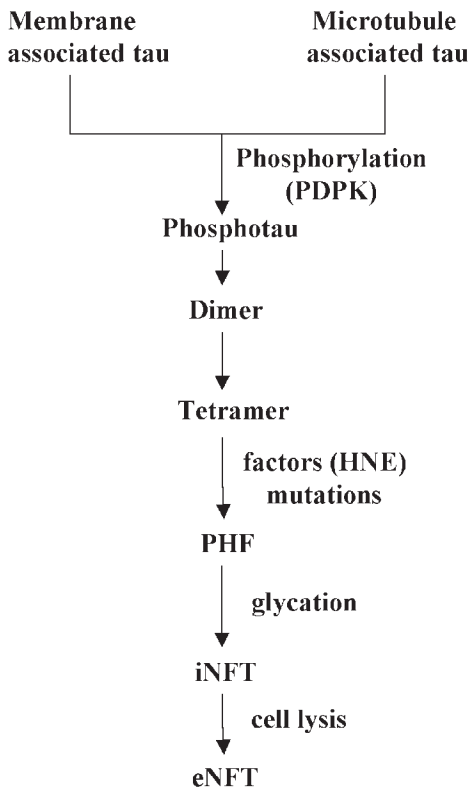 Membrane
associated tau
Microtubule
associated tau
Phosphorylation
(PDPK)
Phosphotau
Dimer
Tetramer
factors (HNE)
mutations
PHF
glycation
iNFT
cell lysis
eNFT